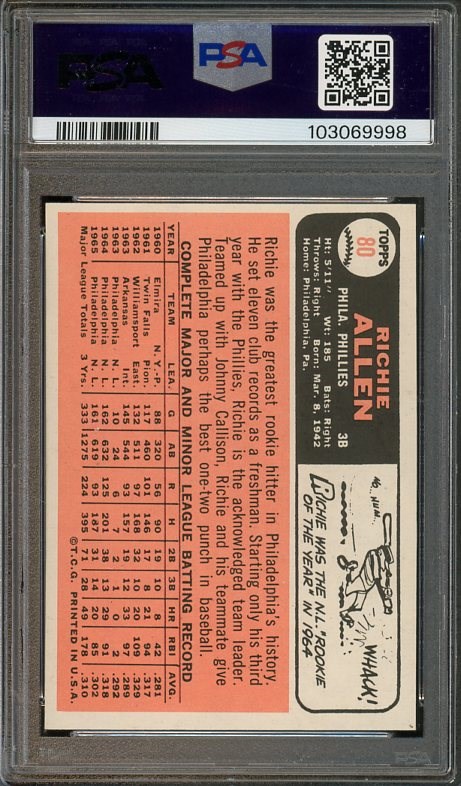 PSA
PSA
103069998
TOPPS
80
RICHIE
ALLEN
PHILA. PHILLIES 3B
Ht: 5'11" Wt: 185 Bats: Right
Throws: Right Born: Mar. 8, 1942
Home: Philadelphia, Pa.
HO HUM...
WHACK!
RICHIE WAS THE N.L. "ROOKIE
OF THE YEAR" IN 1964
Richie was the greatest rookie hitter in Philadelphia's history.
He set eleven club records as a freshman. Starting only his third
year with the Phillies, Richie is the acknowledged team leader.
Teamed up with Johnny Callison, Richie and his teammate give
Philadelphia perhaps the best one-two punch in baseball.
COMPLETE MAJOR AND MINOR LEAGUE BATTING RECORD
YEAR TEAM LEA. G AB R H 2B 3B HR RBI AVG.
1960 Elmira N.Y.-P. 88 320 56 90 19 10 8 42 .281
1961 Twin Falls Pion. 117 460 101 146 17 8 21 94 .317
1962 Williamsport East. 132 511 97 168 32 10 20 109 .329
1963 Arkansas Int. 145 544 93 157 19 12 33 97 .289
1963 Philadelphia N. L. 10 24 6 7 2 1 0 2 .292
1964 Philadelphia N. L. 162 632 125 201 38 13 29 91 .318
1965 Philadelphia N. L. 161 619 93 187 31 14 20 85 .302
Major League Totals 3 Yrs. 333 1275 224 395 71 28 49 178 .310
©T.C.G. PRINTED IN U.S.A.
PSA